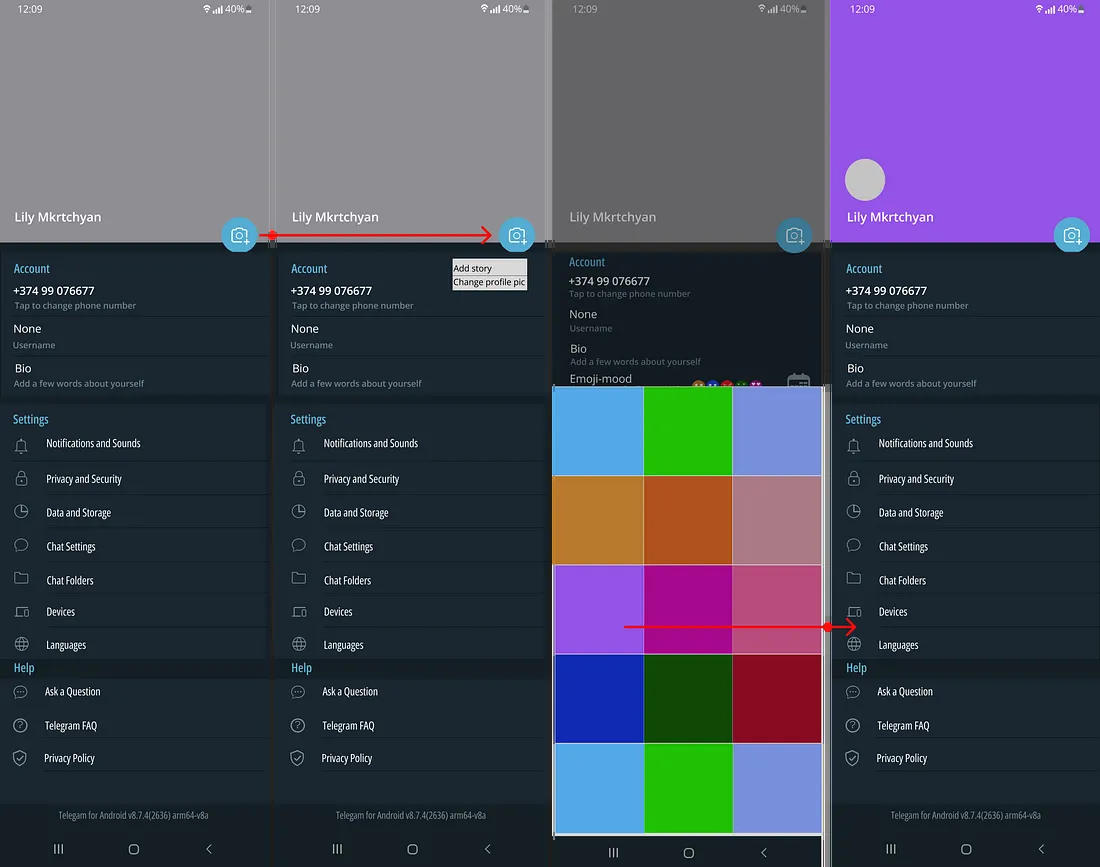 12:09
40%
Lily Mkrtchyan
Account
+374 99 076677
Tap to change phone number
None
Username
Bio
Add a few words about yourself
Settings
Notifications and Sounds
Privacy and Security
Data and Storage
Chat Settings
Chat Folders
Devices
Languages
Help
Ask a Question
Telegram FAQ
Privacy Policy
Telegam for Android v8.7.4(2636) arm64-v8a
12:09
40%
Lily Mkrtchyan
Add story
Change profile pic
Account
+374 99 076677
Tap to change phone number
None
Username
Bio
Add a few words about yourself
Settings
Notifications and Sounds
Privacy and Security
Data and Storage
Chat Settings
Chat Folders
Devices
Languages
Help
Ask a Question
Telegram FAQ
Privacy Policy
Telegam for Android v8.7.4(2636) arm64-v8a
12:09
40%
Lily Mkrtchyan
Account
+374 99 076677
Tap to change phone number
None
Username
Bio
Add a few words about yourself
Emoji-mood
12:09
40%
Lily Mkrtchyan
Account
+374 99 076677
Tap to change phone number
None
Username
Bio
Add a few words about yourself
Settings
Notifications and Sounds
Privacy and Security
Data and Storage
Chat Settings
Chat Folders
Devices
Languages
Help
Ask a Question
Telegram FAQ
Privacy Policy
Telegam for Android v8.7.4(2636) arm64-v8a